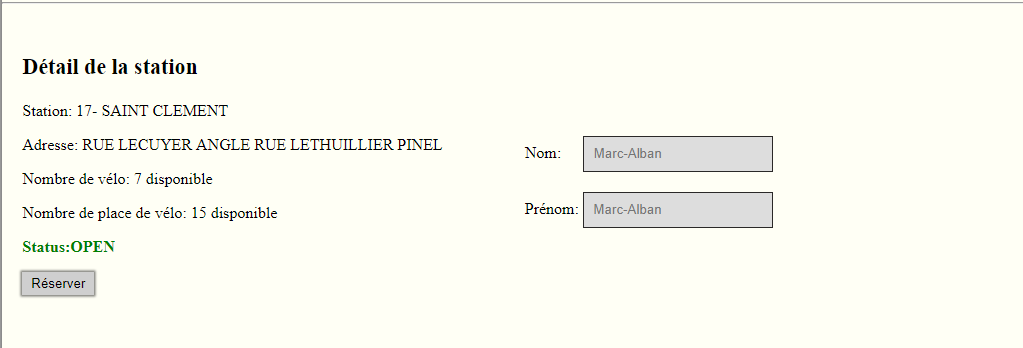 Détail de la station
Station: 17- SAINT CLEMENT
Adresse: RUE LECUYER ANGLE RUE LETHUILLIER PINEL
Nombre de vélo: 7 disponible
Nombre de place de vélo: 15 disponible
Status:OPEN
Réserver
Nom: Marc-Alban
Prénom: Marc-Alban